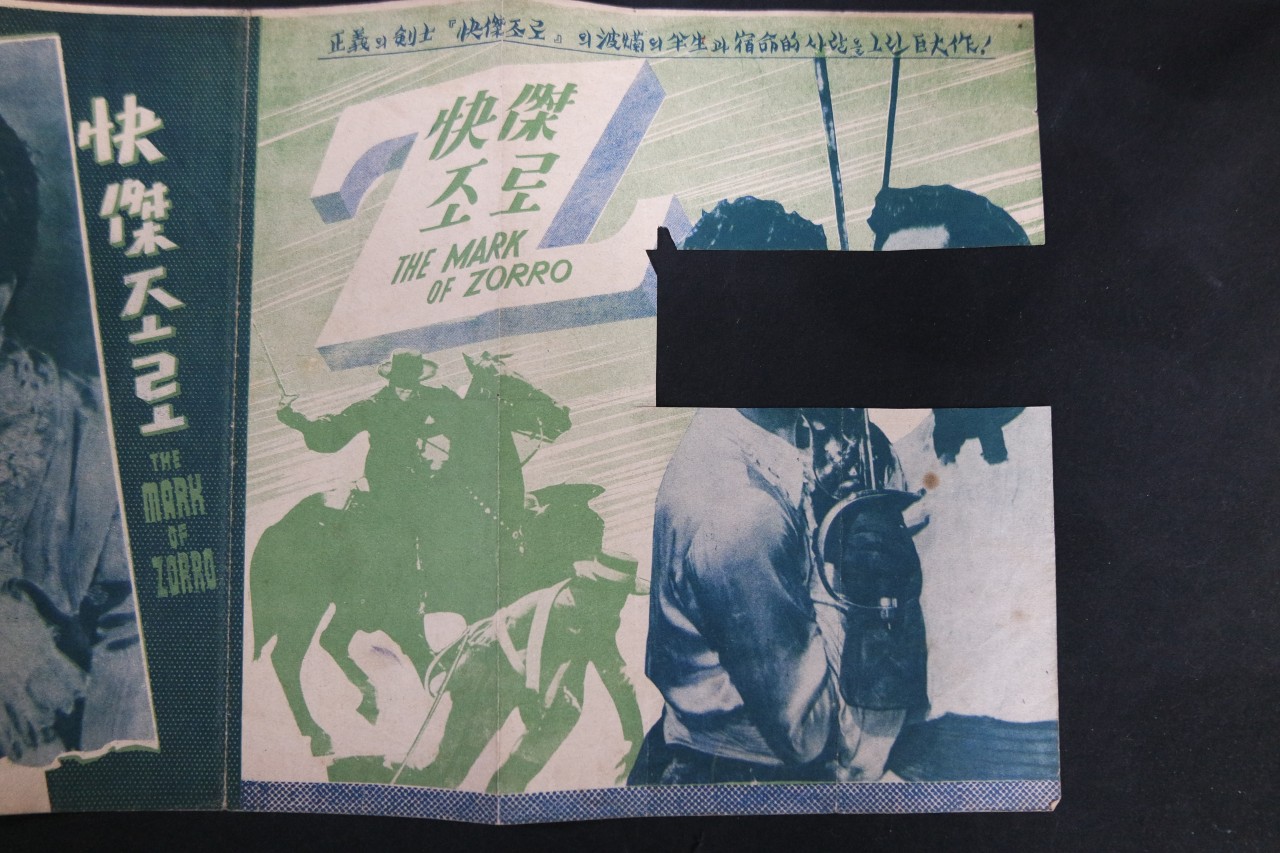 正義의 剣士 『快傑조로』 의 波爛의 半生과 宿命的 사랑을 그린 巨大作!
快傑
조로
THE MARK
OF ZORRO
快傑조로
THE
MARK
OF
ZORRO